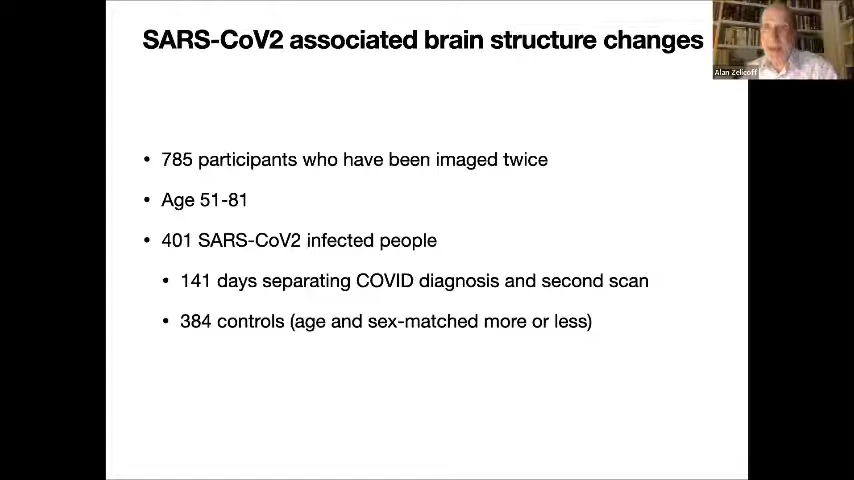 SARS-CoV2 associated brain structure changes
Alan Zelicoff
• 785 participants who have been imaged twice
• Age 51-81
• 401 SARS-CoV2 infected people
• 141 days separating COVID diagnosis and second scan
• 384 controls (age and sex-matched more or less)